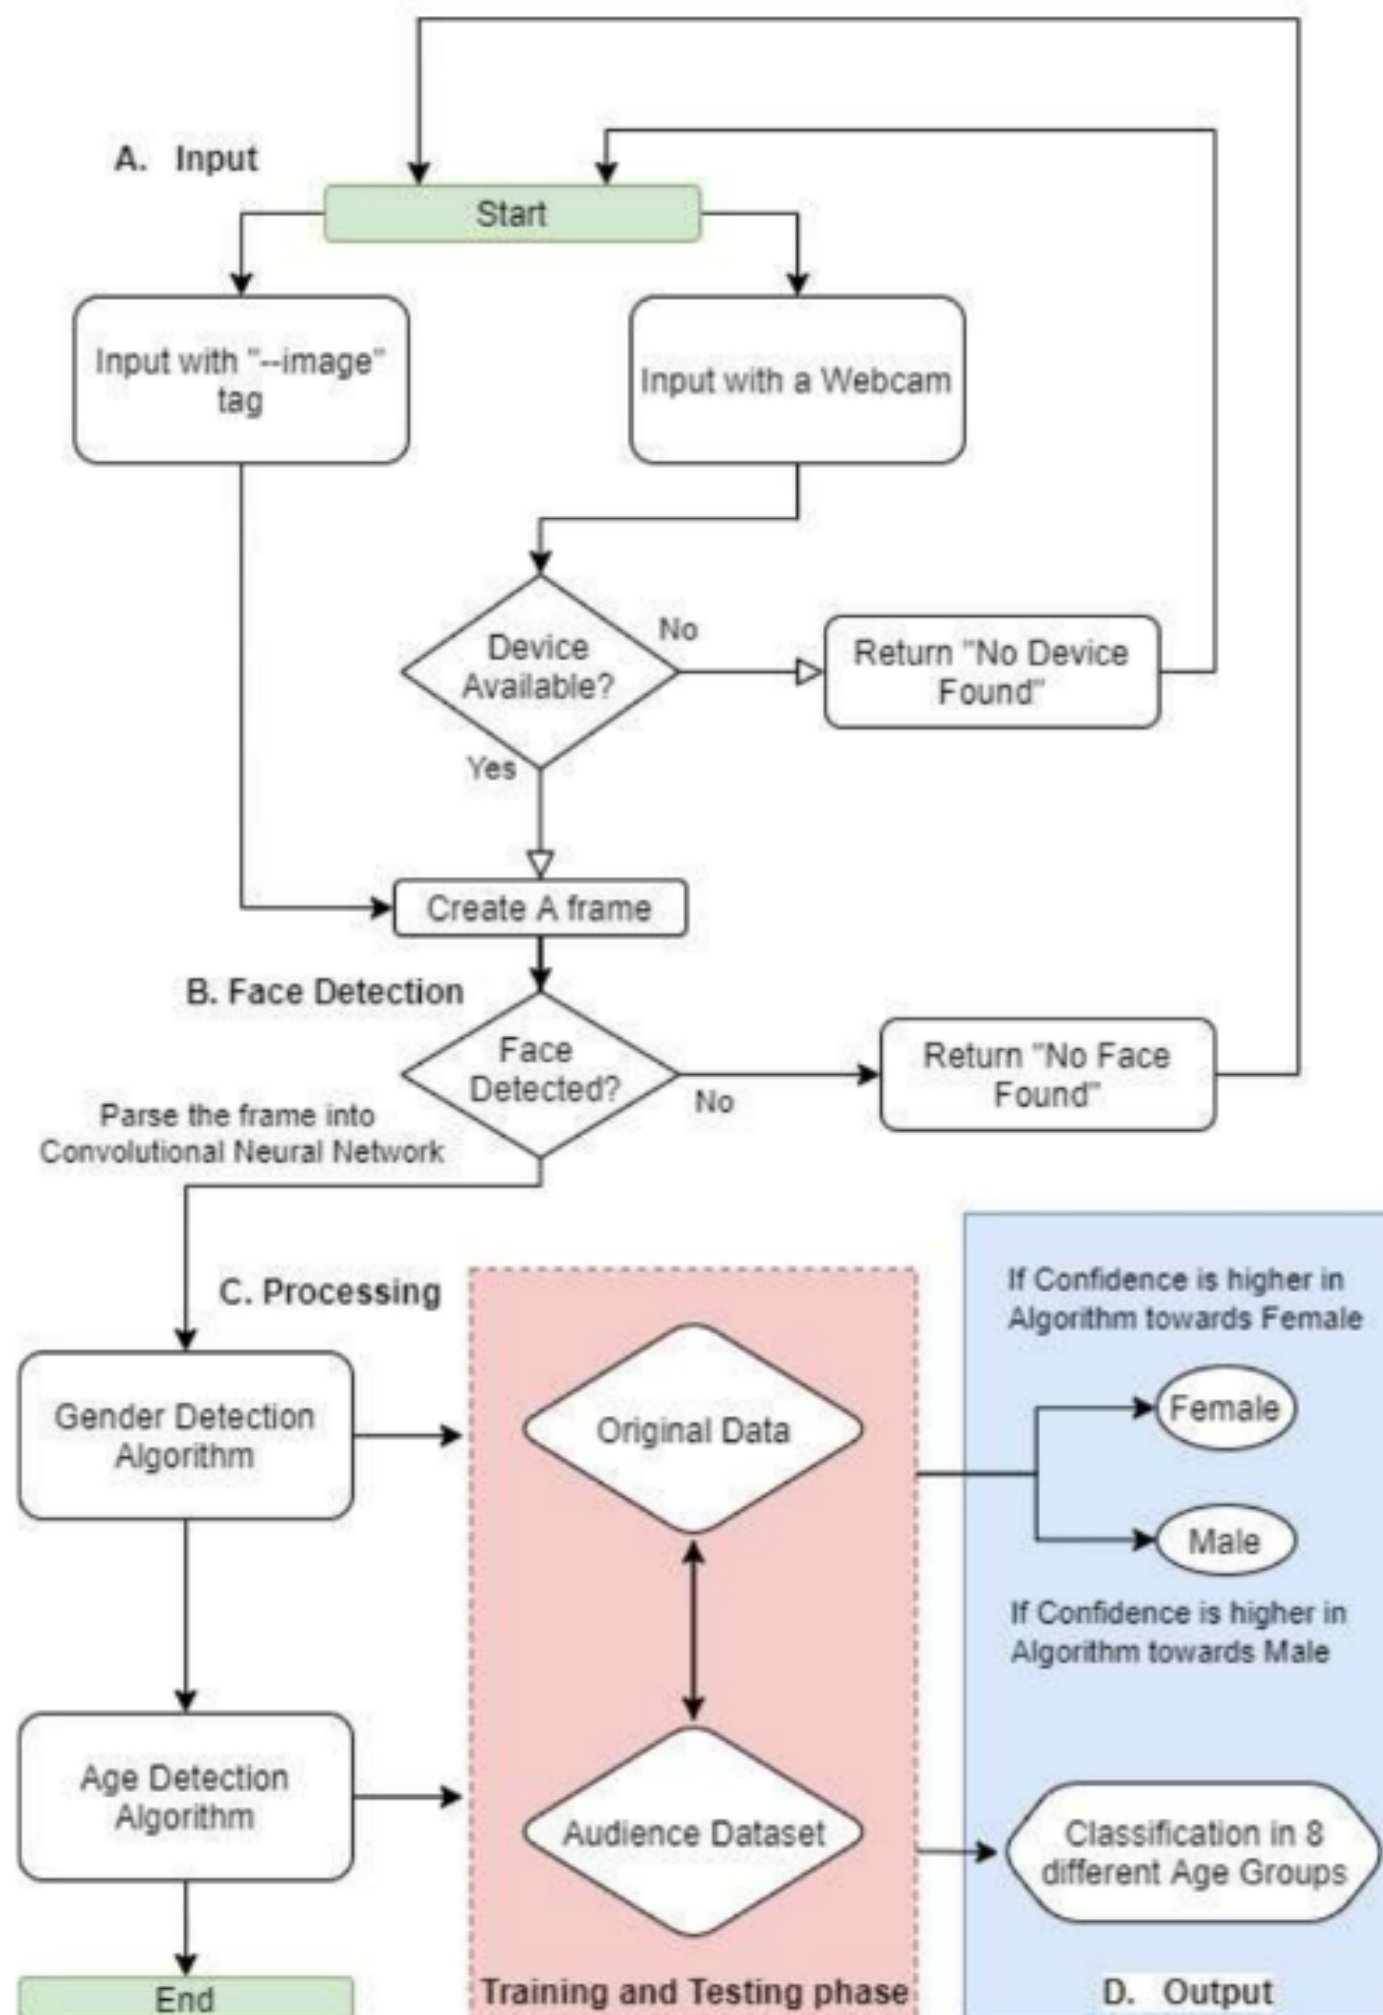 A. Input
Start
Input with "--image"
tag
Input with a Webcam
Device
Available?
No
Return "No Device
Found"
Yes
Create A frame
B. Face Detection
Face
Detected?
No
Return "No Face
Found"
Parse the frame into
Convolutional Neural Network
C. Processing
Gender Detection
Algorithm
Age Detection
Algorithm
End
Original Data
Audience Dataset
Training and Testing phase
If Confidence is higher in
Algorithm towards Female
Female
Male
If Confidence is higher in
Algorithm towards Male
Classification in 8
different Age Groups
D. Output